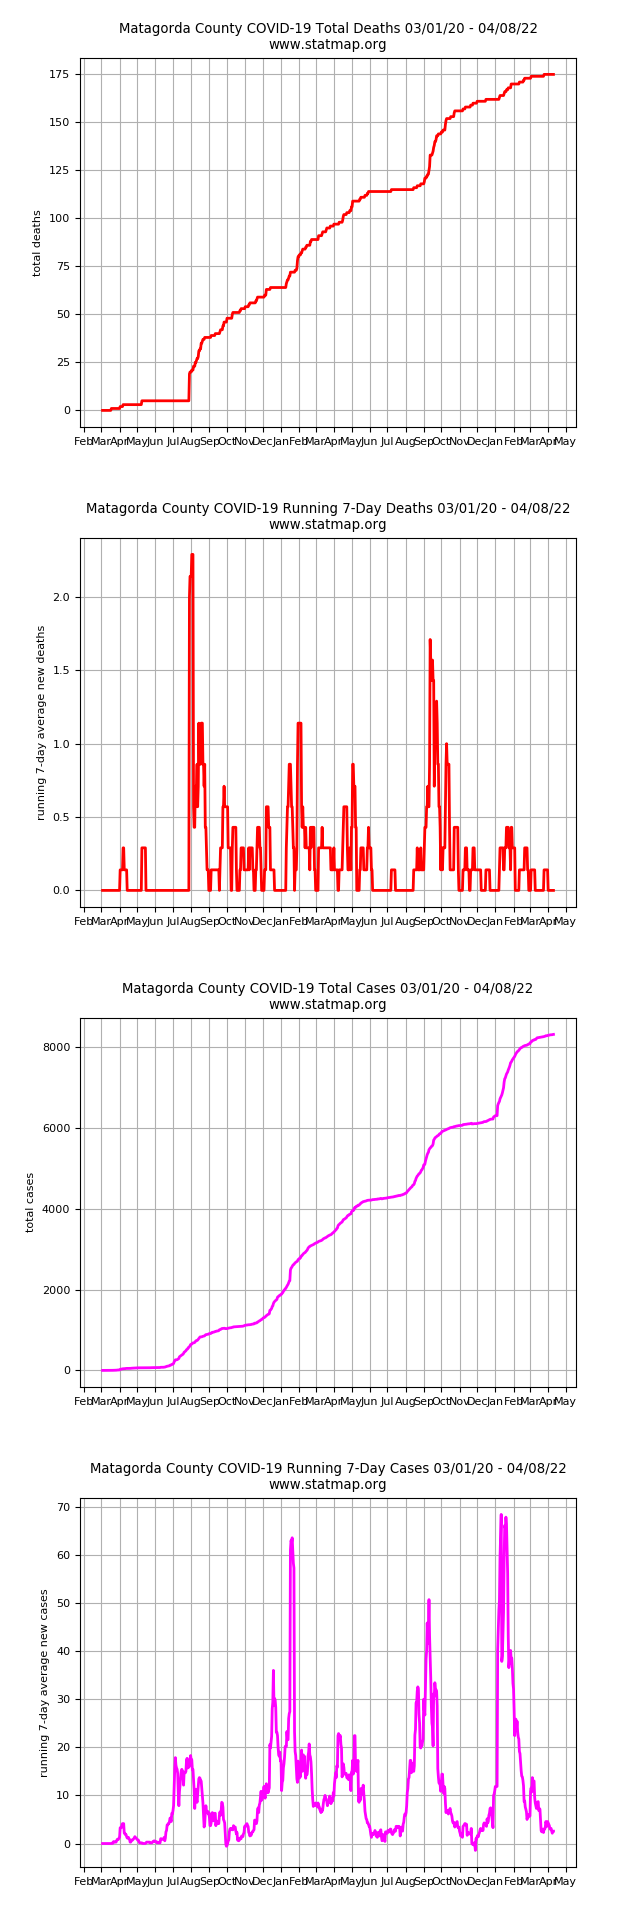 Matagorda County COVID-19 Total Deaths 03/01/20 - 04/08/22
www.statmap.org
175
150
125
100
75
50
25
0
total deaths
Feb Mar Apr May Jun Jul Aug Sep Oct Nov Dec Jan Feb Mar Apr May Jun Jul Aug Sep Oct Nov Dec Jan Feb Mar Apr May
Matagorda County COVID-19 Running 7-Day Deaths 03/01/20 - 04/08/22
www.statmap.org
2.0
1.5
1.0
0.5
0.0
running 7-day average new deaths
Feb Mar Apr May Jun Jul Aug Sep Oct Nov Dec Jan Feb Mar Apr May Jun Jul Aug Sep Oct Nov Dec Jan Feb Mar Apr May
Matagorda County COVID-19 Total Cases 03/01/20 - 04/08/22
www.statmap.org
8000
6000
4000
2000
0
total cases
Feb Mar Apr May Jun Jul Aug Sep Oct Nov Dec Jan Feb Mar Apr May Jun Jul Aug Sep Oct Nov Dec Jan Feb Mar Apr May
Matagorda County COVID-19 Running 7-Day Cases 03/01/20 - 04/08/22
www.statmap.org
70
60
50
40
30
20
10
0
running 7-day average new cases
Feb Mar Apr May Jun Jul Aug Sep Oct Nov Dec Jan Feb Mar Apr May Jun Jul Aug Sep Oct Nov Dec Jan Feb Mar Apr May